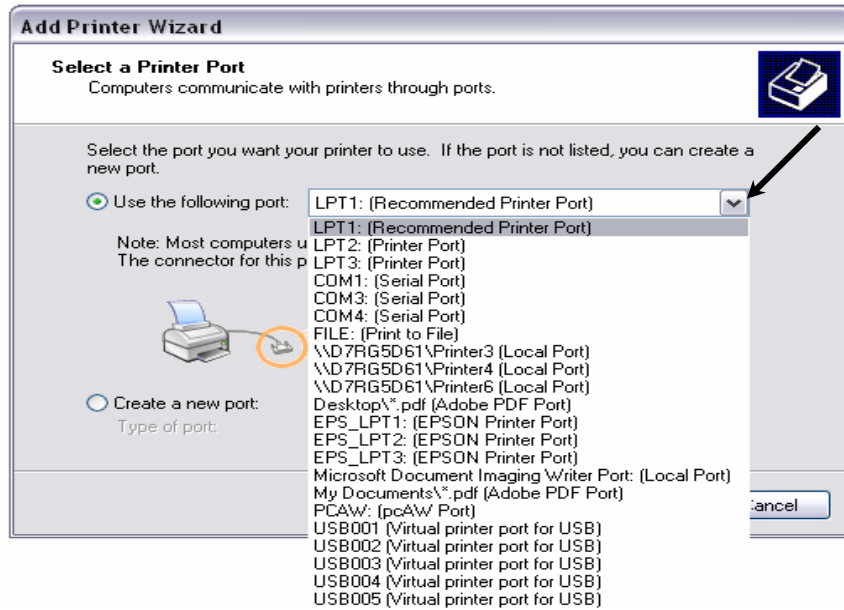 Add Printer Wizard
Select a Printer Port
Computers communicate with printers through ports.
Select the port you want your printer to use. If the port is not listed, you can create a
new port.
Use the following port:
LPT1: (Recommended Printer Port)
Note: Most computers u
The connector for this p
LPT1: (Recommended Printer Port)
LPT2: (Printer Port)
LPT3: (Printer Port)
COM1: (Serial Port)
COM3: (Serial Port)
COM4: (Serial Port)
FILE: (Print to File)
\\D7RG5D61\Printer3 (Local Port)
\\D7RG5D61\Printer4 (Local Port)
\\D7RG5D61\Printer6 (Local Port)
Desktop\*.pdf (Adobe PDF Port)
EPS_LPT1: (EPSON Printer Port)
EPS_LPT2: (EPSON Printer Port)
EPS_LPT3: (EPSON Printer Port)
Microsoft Document Imaging Writer Port: (Local Port)
My Documents\*.pdf (Adobe PDF Port)
PCAW: (pcAW Port)
USB001 (Virtual printer port for USB)
USB002 (Virtual printer port for USB)
USB003 (Virtual printer port for USB)
USB004 (Virtual printer port for USB)
USB005 (Virtual printer port for USB)
Create a new port:
Type of port:
Cancel